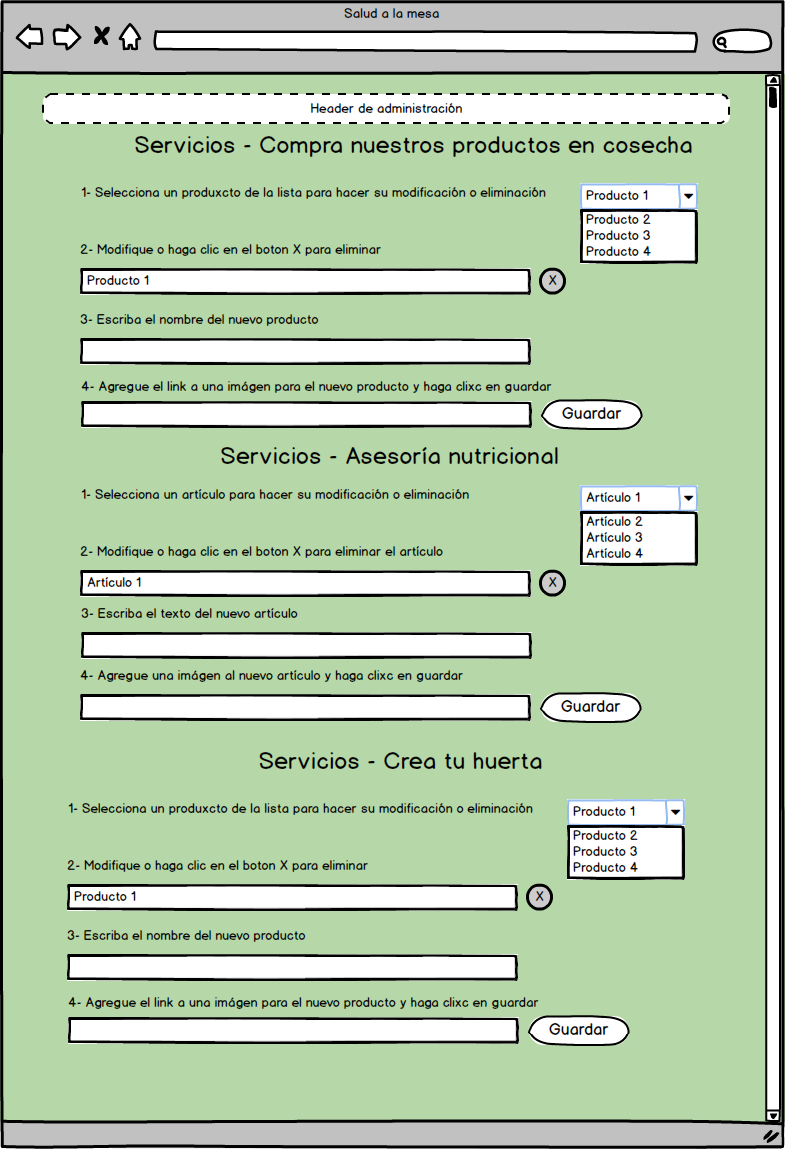 Salud a la mesa
Header de administración
Servicios - Compra nuestros productos en cosecha
1- Selecciona un produxcto de la lista para hacer su modificación o eliminación
Producto 1
Producto 2
Producto 3
Producto 4
2- Modifique o haga clic en el boton X para eliminar
Producto 1
X
3- Escriba el nombre del nuevo producto
4- Agregue el link a una imágen para el nuevo producto y haga clixc en guardar
Guardar
Servicios - Asesoría nutricional
1- Selecciona un artículo para hacer su modificación o eliminación
Artículo 1
Artículo 2
Artículo 3
Artículo 4
2- Modifique o haga clic en el boton X para eliminar el artículo
Artículo 1
X
3- Escriba el texto del nuevo artículo
4- Agregue una imágen al nuevo artículo y haga clixc en guardar
Guardar
Servicios - Crea tu huerta
1- Selecciona un produxcto de la lista para hacer su modificación o eliminación
Producto 1
Producto 2
Producto 3
Producto 4
2- Modifique o haga clic en el boton X para eliminar
Producto 1
X
3- Escriba el nombre del nuevo producto
4- Agregue el link a una imágen para el nuevo producto y haga clixc en guardar
Guardar